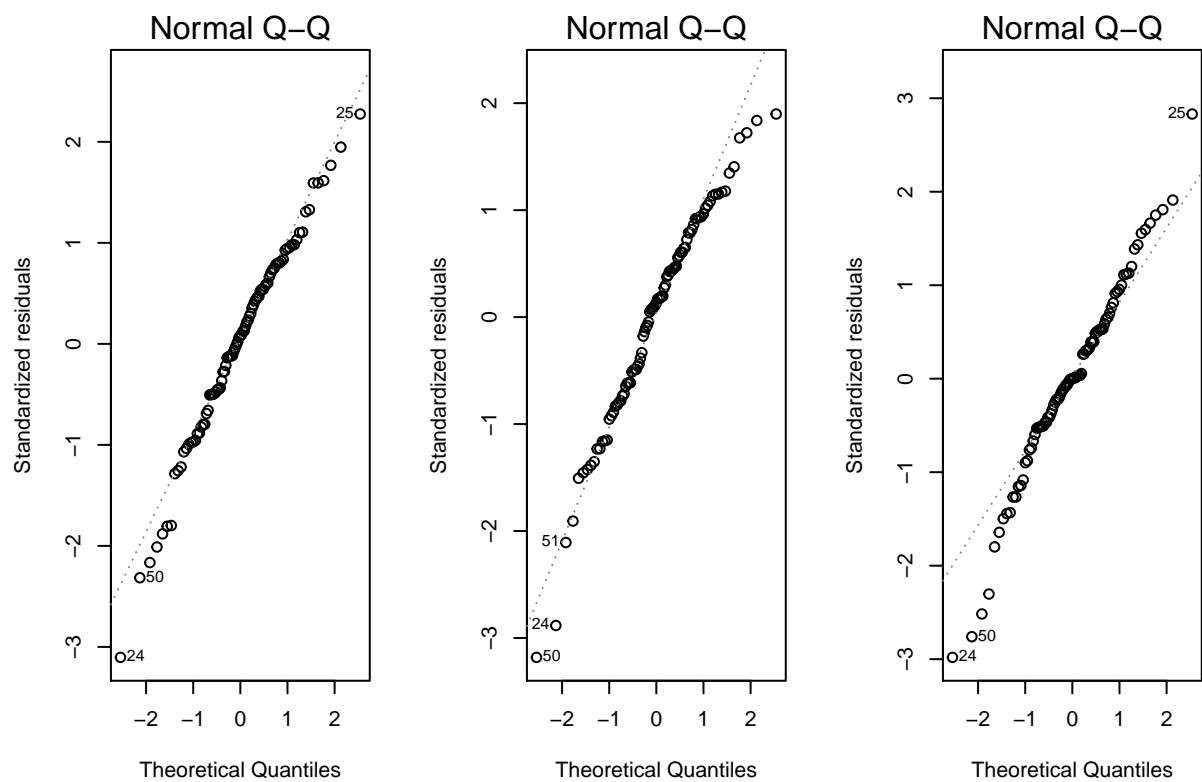 Normal Q−Q
Standardized residuals
2
1
0
−1
−2
−3
25
50
24
−2 −1 0 1 2
Theoretical Quantiles
Normal Q−Q
Standardized residuals
2
1
0
−1
−2
−3
51
24
50
−2 −1 0 1 2
Theoretical Quantiles
Normal Q−Q
Standardized residuals
3
2
1
0
−1
−2
−3
25
50
24
−2 −1 0 1 2
Theoretical Quantiles